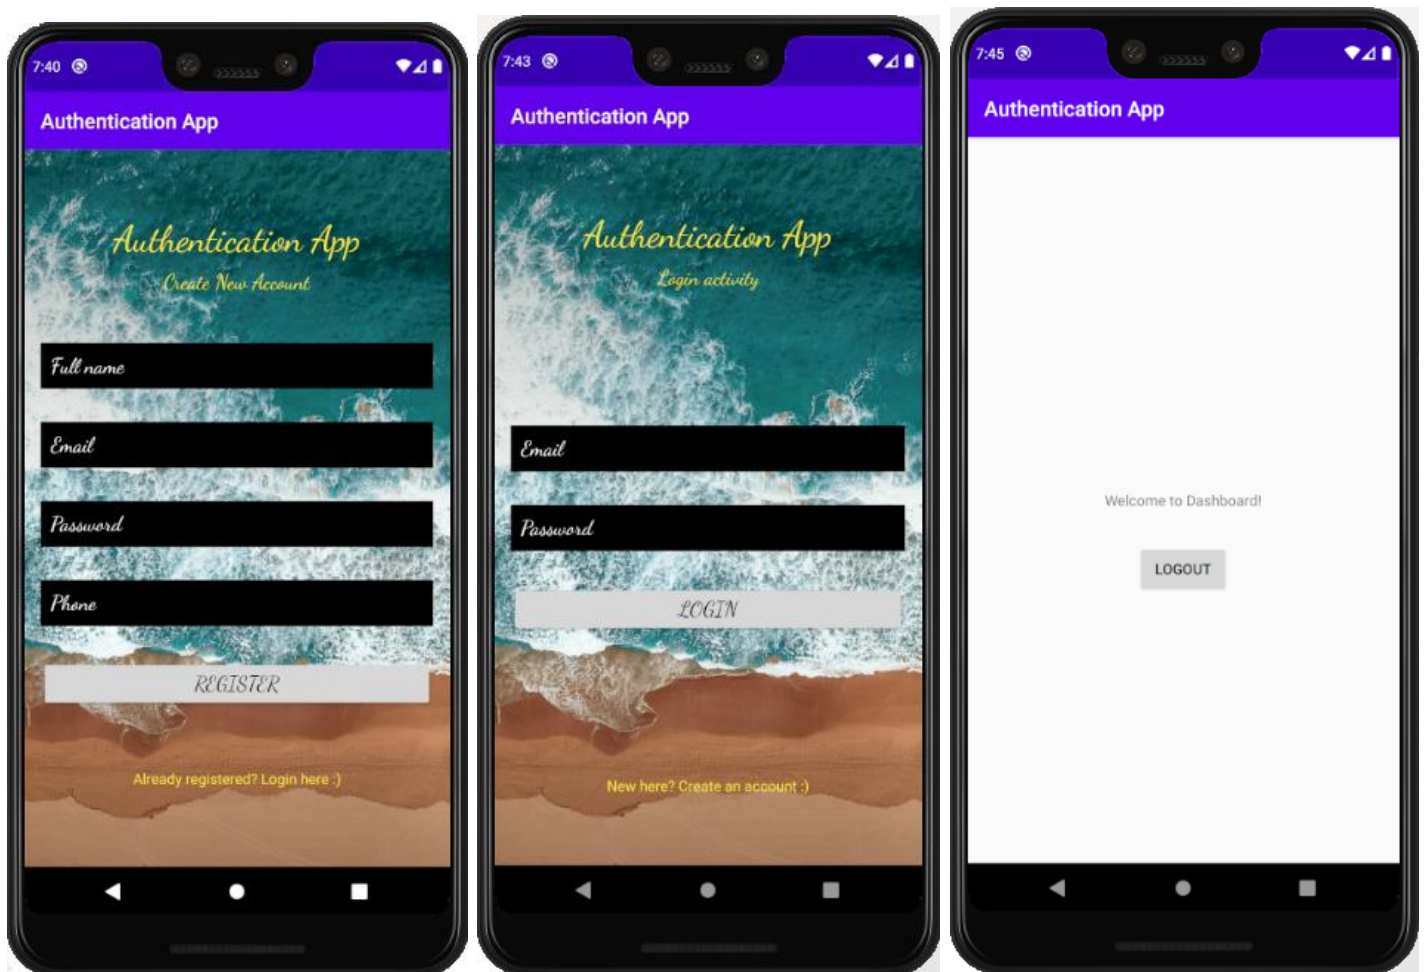 7:40
Authentication App
Authentication App
Create New Account
Full name
Email
Password
Phone
REGISTER
Already registered? Login here :)
7:43
Authentication App
Authentication App
Login activity
Email
Password
LOGIN
New here? Create an account :)
7:45
Authentication App
Welcome to Dashboard!
LOGOUT